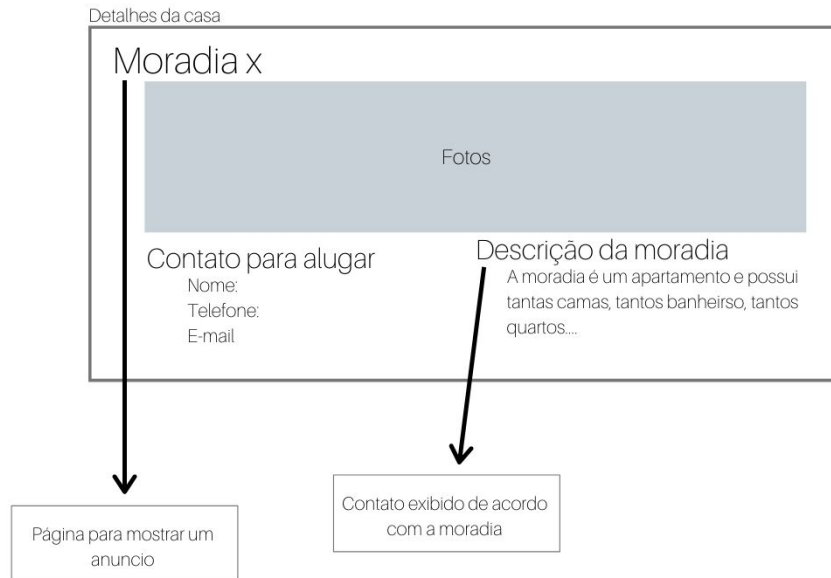 Detalhes da casa
Moradia x
Fotos
Contato para alugar
Nome:
Telefone:
E-mail
Descrição da moradia
A moradia é um apartamento e possui
tantas camas, tantos banheirso, tantos
quartos....
Contato exibido de acordo
com a moradia
Página para mostrar um
anuncio